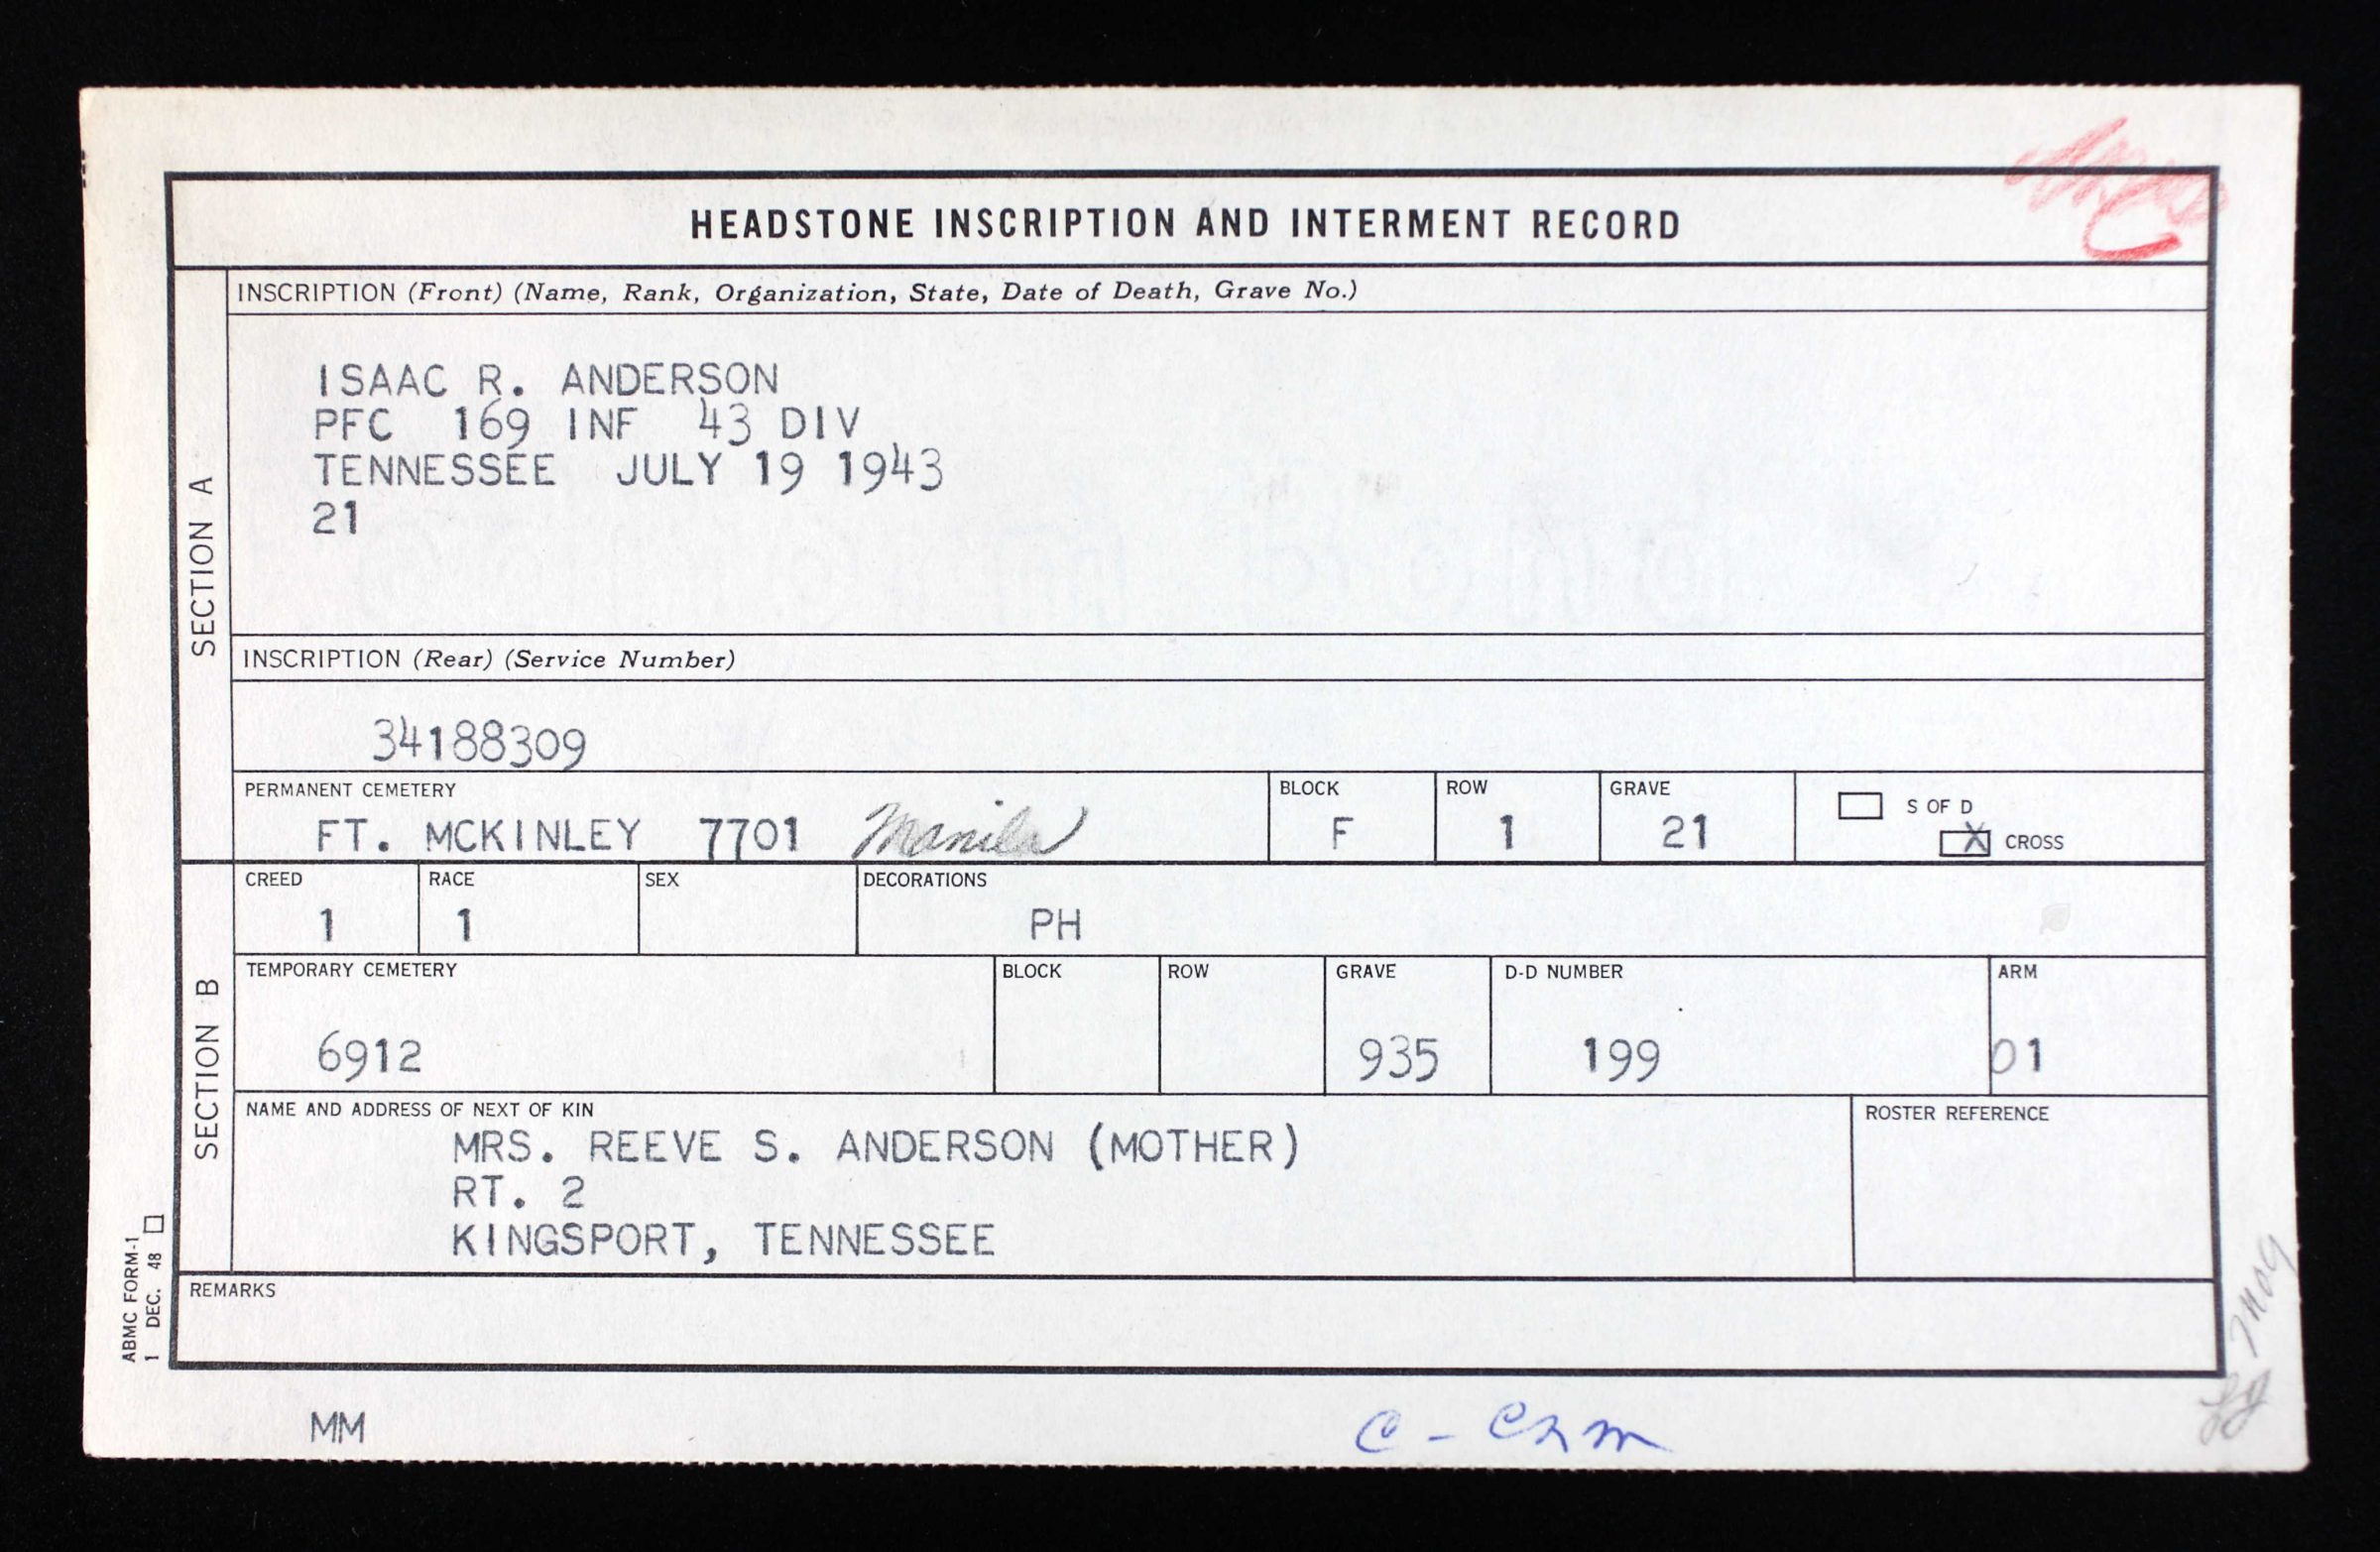 HEADSTONE INSCRIPTION AND INTERMENT RECORD
SECTION A
INSCRIPTION (Front) (Name, Rank, Organization, State, Date of Death, Grave No.)
ISAAC R. ANDERSON
PFC 169 INF 43 DIV
TENNESSEE JULY 19 1943
21
INSCRIPTION (Rear) (Service Number)
34188309
PERMANENT CEMETERY BLOCK ROW GRAVE
FT. MCKINLEY 7701 Manila F 1 21
S OF D
X CROSS
SECTION B
CREED RACE SEX DECORATIONS
1 1 PH
TEMPORARY CEMETERY BLOCK ROW GRAVE D-D NUMBER ARM
6912 935 199 01
NAME AND ADDRESS OF NEXT OF KIN ROSTER REFERENCE
MRS. REEVE S. ANDERSON (MOTHER)
RT. 2
KINGSPORT, TENNESSEE
REMARKS
ABMC FORM-1
1 DEC. 48
MM